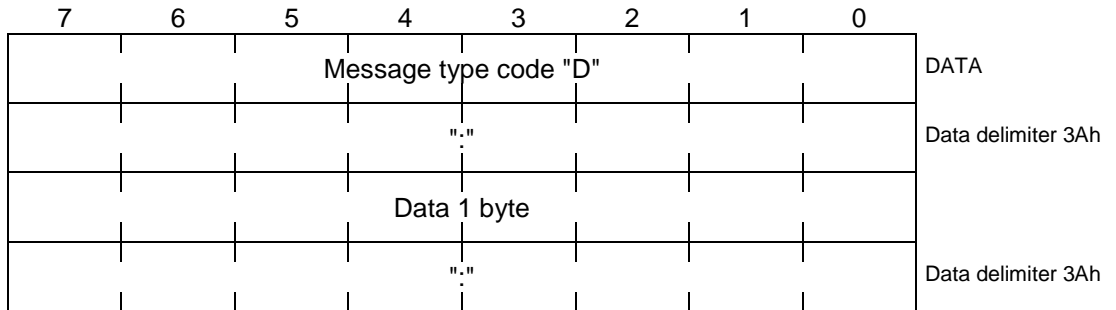 7 6 5 4 3 2 1 0
Message type code "D" DATA
":" Data delimiter 3Ah
Data 1 byte
":" Data delimiter 3Ah